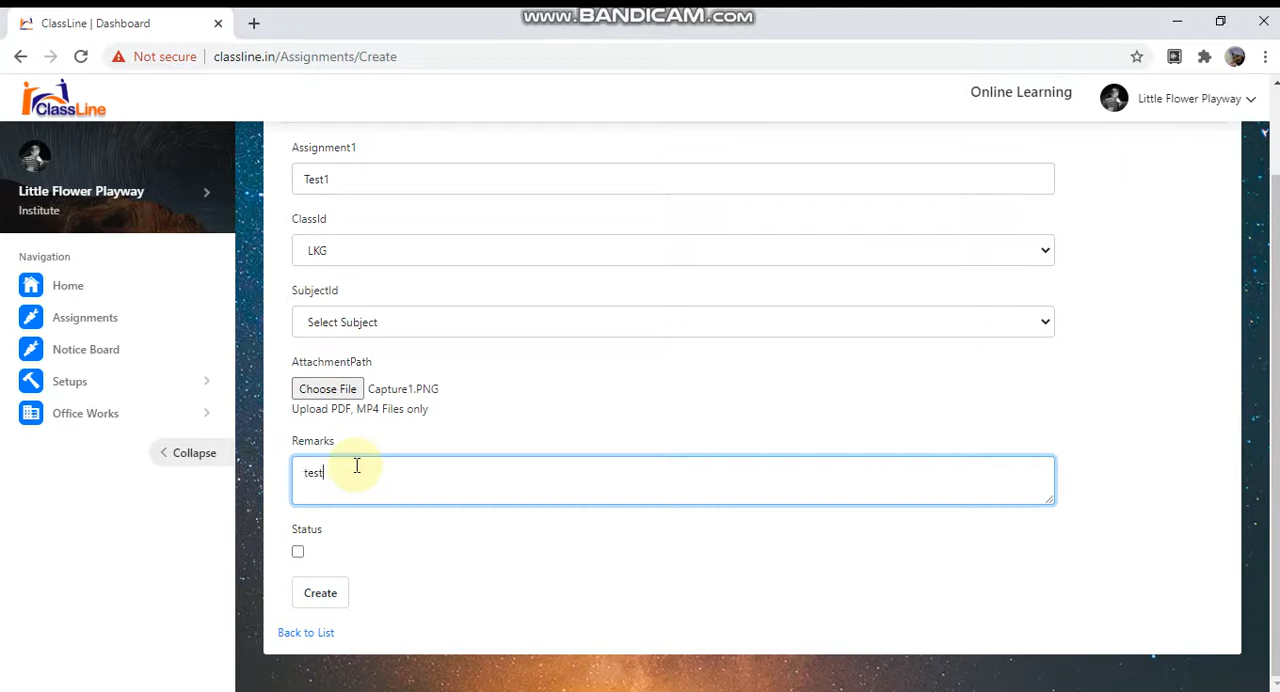 www.BANDICAM.com
ClassLine | Dashboard
Not secure
classline.in/Assignments/Create
ClassLine
Online Learning
Little Flower Playway
Little Flower Playway
Institute
Navigation
Home
Assignments
Notice Board
Setups
Office Works
Collapse
Assignment1
Test1
ClassId
LKG
SubjectId
Select Subject
AttachmentPath
Choose File Capture1.PNG
Upload PDF, MP4 Files only
Remarks
test
Status
Create
Back to List